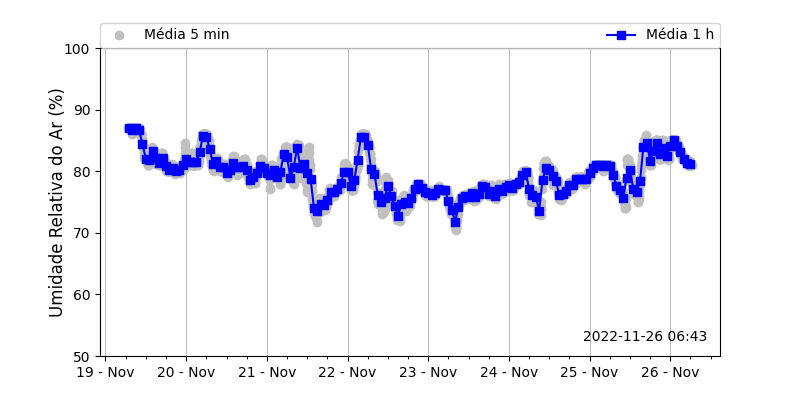 Média 5 min
Média 1 h
Umidade Relativa do Ar (%)
100
90
80
70
60
50
2022-11-26 06:43
19 - Nov
20 - Nov
21 - Nov
22 - Nov
23 - Nov
24 - Nov
25 - Nov
26 - Nov